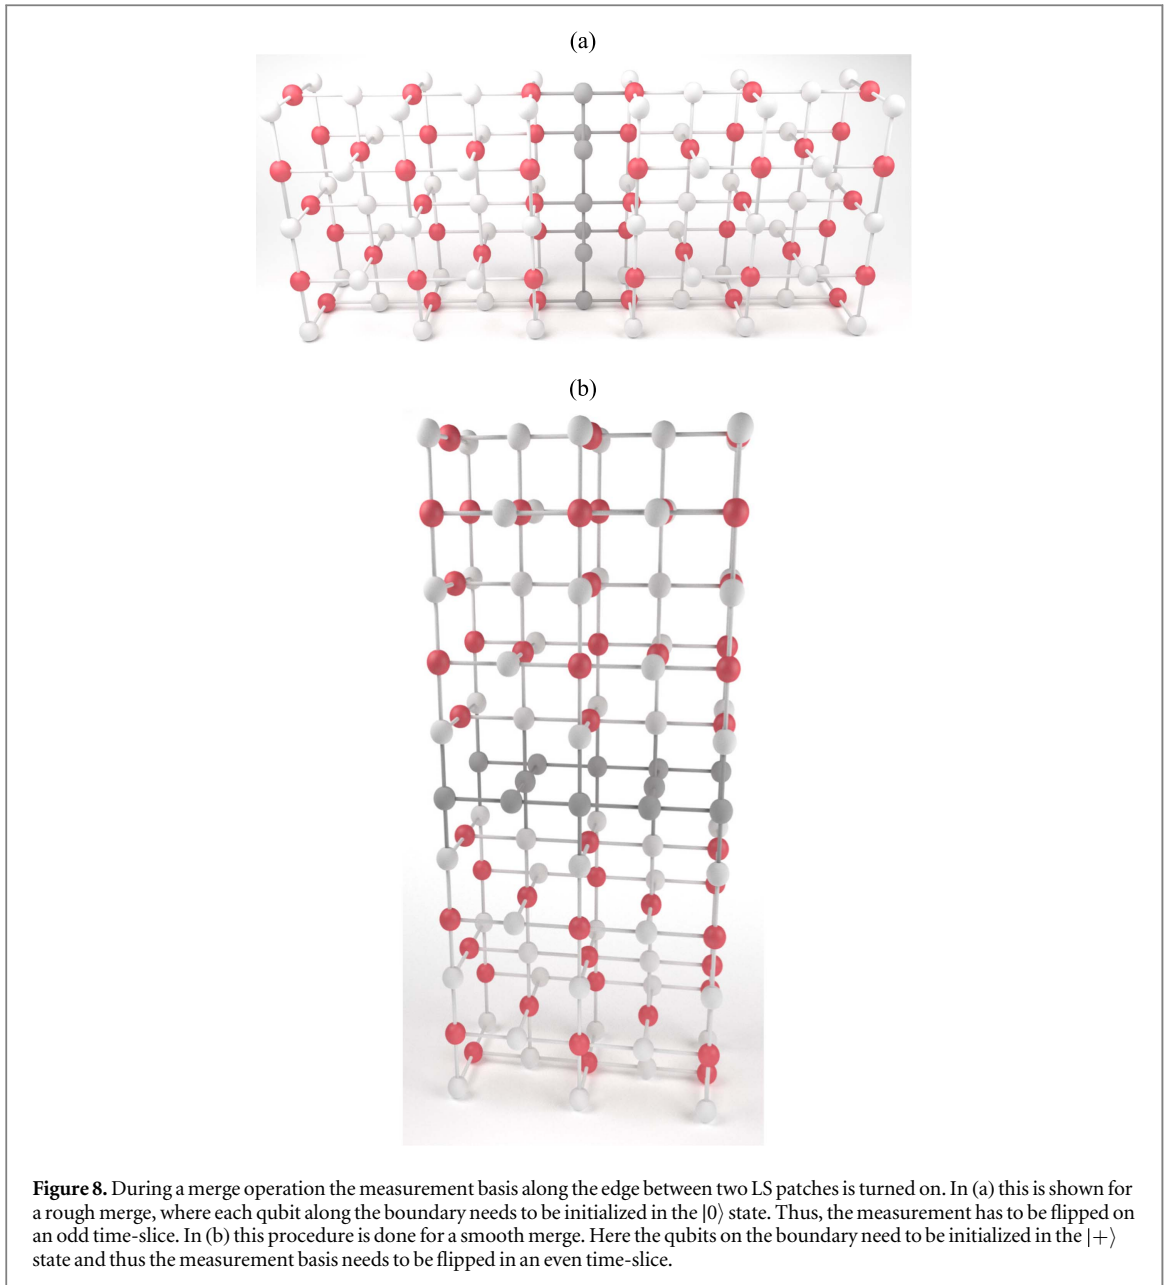 (a)
(b)
Figure 8. During a merge operation the measurement basis along the edge between two LS patches is turned on. In (a) this is shown for
a rough merge, where each qubit along the boundary needs to be initialized in the |0⟩ state. Thus, the measurement has to be flipped on
an odd time-slice. In (b) this procedure is done for a smooth merge. Here the qubits on the boundary need to be initialized in the |+⟩
state and thus the measurement basis needs to be flipped in an even time-slice.